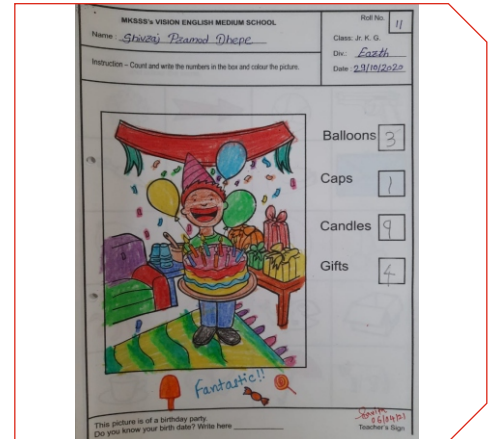 MKSSS's VISION ENGLISH MEDIUM SCHOOL
Roll No. 11
Name : Shivraj Pramod Dhepe
Class: Jr. K. G.
Div.: Earth
Instruction – Count and write the numbers in the box and colour the picture.
Date 29/10/2020
Balloons 3
Caps 1
Candles 9
Gifts 4
Fantastic!!
This picture is of a birthday party.
Do you know your birth date? Write here
06/04/21
Teacher's Sign